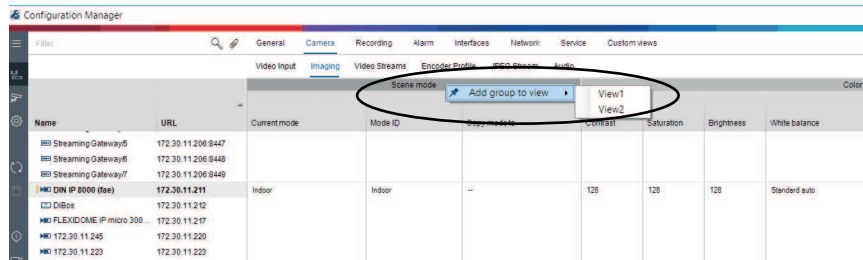 Configuration Manager
Filter General Camera Recording Alarm Interfaces Network Service Custom views
Video Input Imaging Video Streams Encoder Profile JPEG Stream Audio
Scene mode Color
Add group to view View1
View2
Name URL Current mode Mode ID Copy mode to Contrast Saturation Brightness White balance
Streaming Gateway/5 172.30.11.206:8447
Streaming Gateway/6 172.30.11.206:8448
Streaming Gateway/7 172.30.11.206:8449
DIN IP 8000 (fae) 172.30.11.211 Indoor Indoor -- 128 128 128 Standard auto
DiBos 172.30.11.212
FLEXIDOME IP micro 300... 172.30.11.217
172.30.11.245 172.30.11.220
172.30.11.223 172.30.11.223